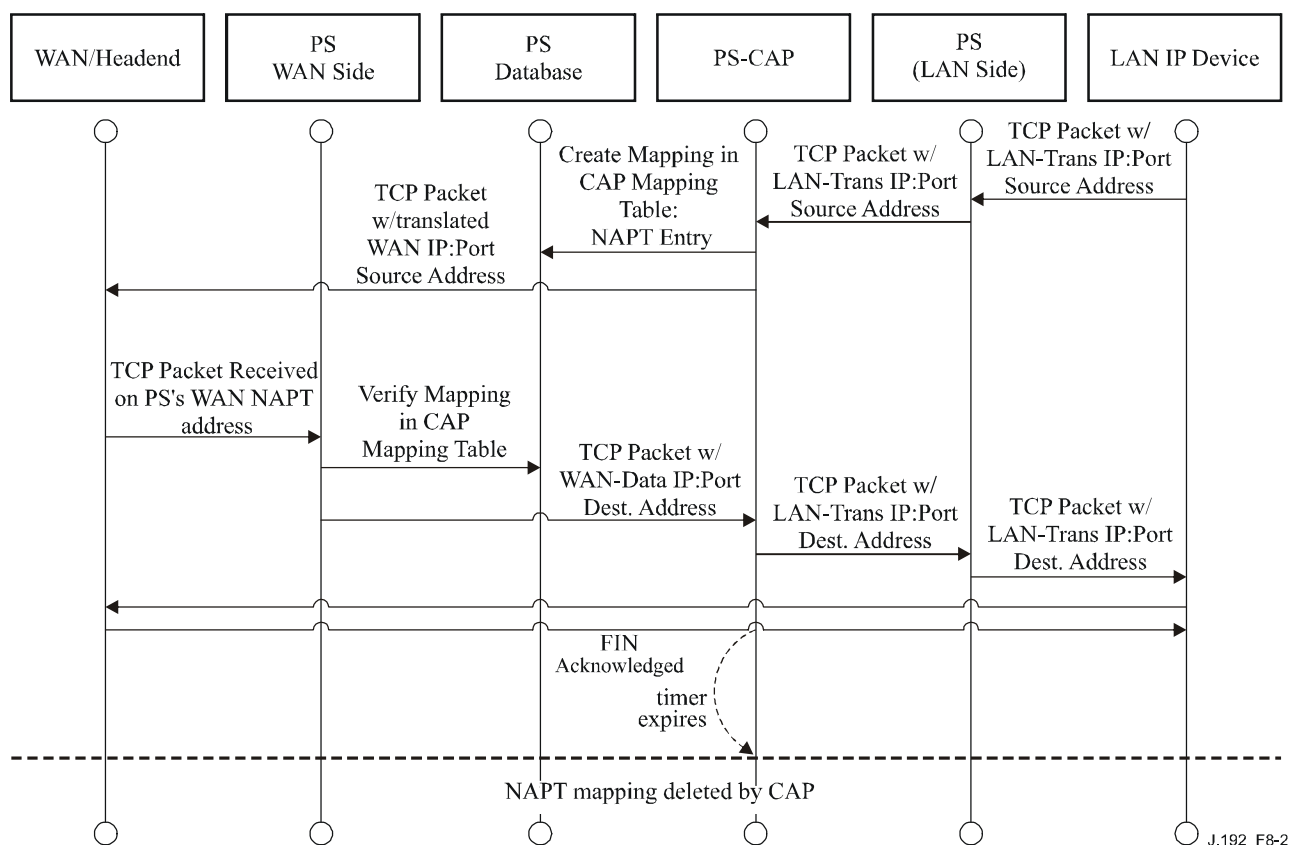 WAN/Headend
PS
WAN Side
PS
Database
PS-CAP
PS
(LAN Side)
LAN IP Device
TCP Packet w/
LAN-Trans IP:Port
Source Address
TCP Packet w/
LAN-Trans IP:Port
Source Address
Create Mapping in
CAP Mapping
Table:
NAPT Entry
TCP Packet
w/translated
WAN IP:Port
Source Address
TCP Packet Received
on PS's WAN NAPT
address
Verify Mapping
in CAP
Mapping Table
TCP Packet w/
WAN-Data IP:Port
Dest. Address
TCP Packet w/
LAN-Trans IP:Port
Dest. Address
TCP Packet w/
LAN-Trans IP:Port
Dest. Address
FIN
Acknowledged
timer
expires
NAPT mapping deleted by CAP
J.192_F8-2